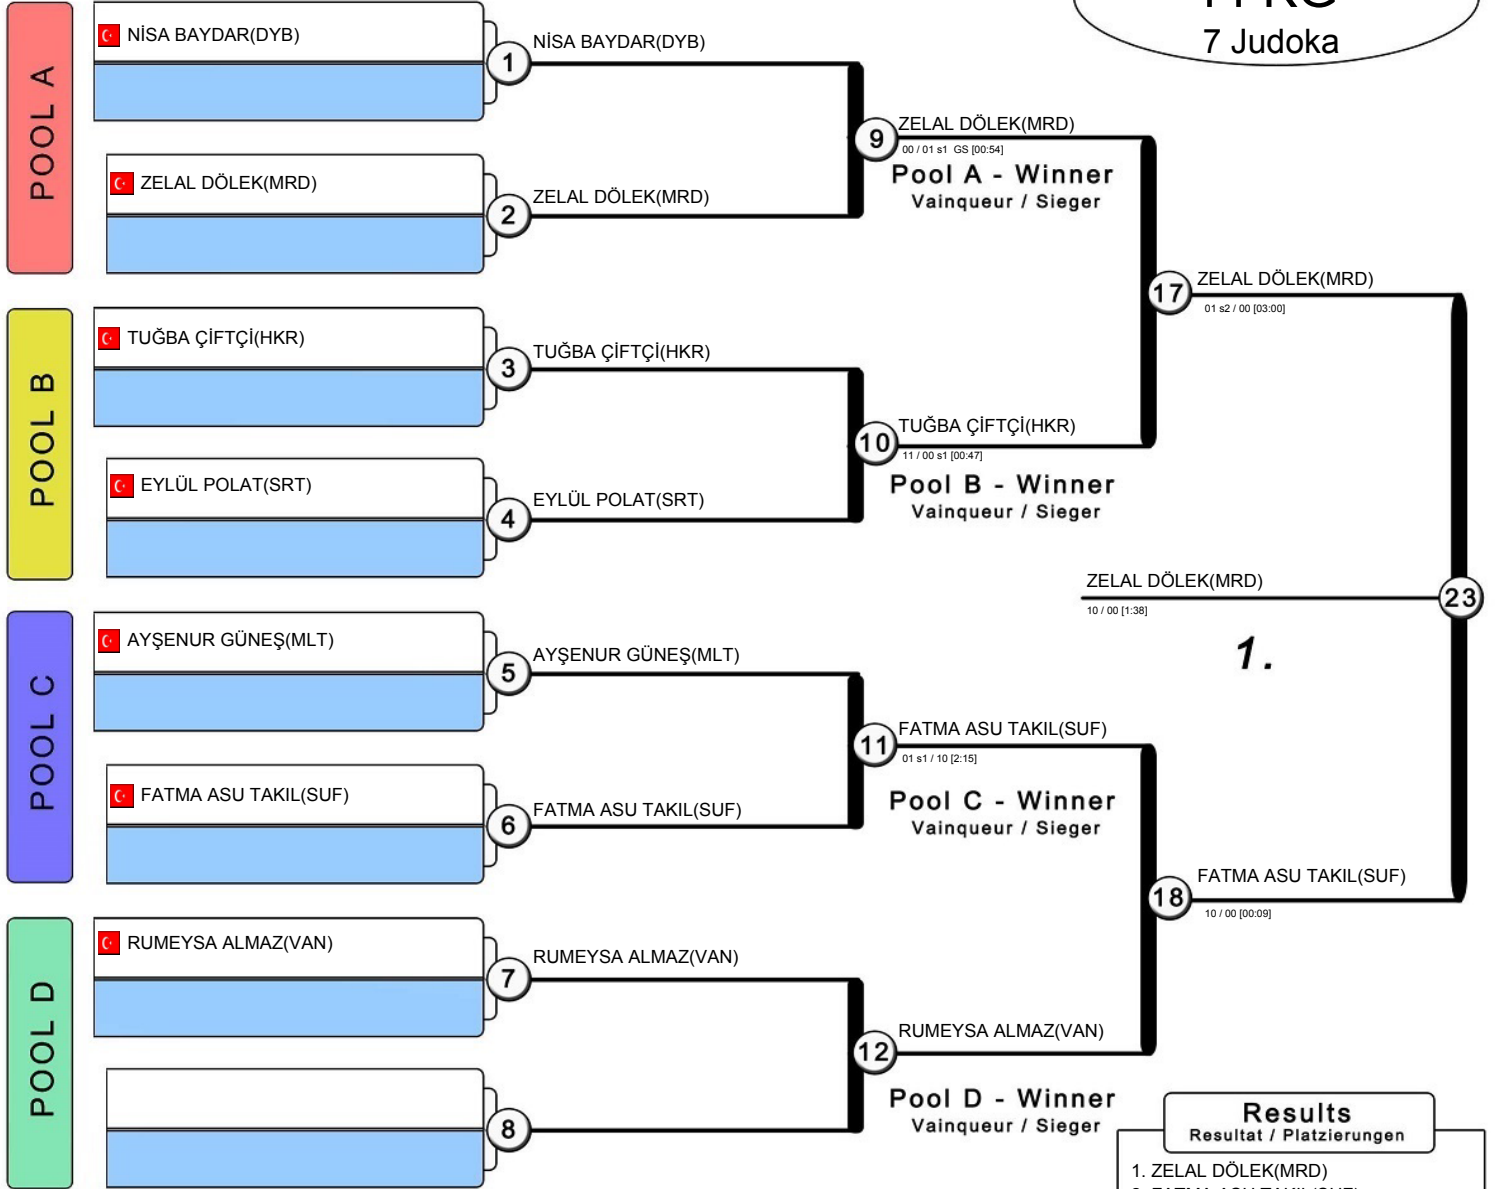 7 Judoka
POOL A
NİSA BAYDAR(DYB)
1
NİSA BAYDAR(DYB)
ZELAL DÖLEK(MRD)
2
ZELAL DÖLEK(MRD)
9
ZELAL DÖLEK(MRD)
00 / 01 s1 GS [00:54]
Pool A - Winner
Vainqueur / Sieger
POOL B
TUĞBA ÇİFTÇİ(HKR)
3
TUĞBA ÇİFTÇİ(HKR)
EYLÜL POLAT(SRT)
4
EYLÜL POLAT(SRT)
10
TUĞBA ÇİFTÇİ(HKR)
11 / 00 s1 [00:47]
Pool B - Winner
Vainqueur / Sieger
17
ZELAL DÖLEK(MRD)
01 s2 / 00 [03:00]
POOL C
AYŞENUR GÜNEŞ(MLT)
5
AYŞENUR GÜNEŞ(MLT)
FATMA ASU TAKIL(SUF)
6
FATMA ASU TAKIL(SUF)
11
FATMA ASU TAKIL(SUF)
01 s1 / 10 [2:15]
Pool C - Winner
Vainqueur / Sieger
POOL D
RUMEYSA ALMAZ(VAN)
7
RUMEYSA ALMAZ(VAN)
8
12
RUMEYSA ALMAZ(VAN)
Pool D - Winner
Vainqueur / Sieger
18
FATMA ASU TAKIL(SUF)
10 / 00 [00:09]
23
ZELAL DÖLEK(MRD)
10 / 00 [1:38]
1.
Results
Resultat / Platzierungen
1. ZELAL DÖLEK(MRD)